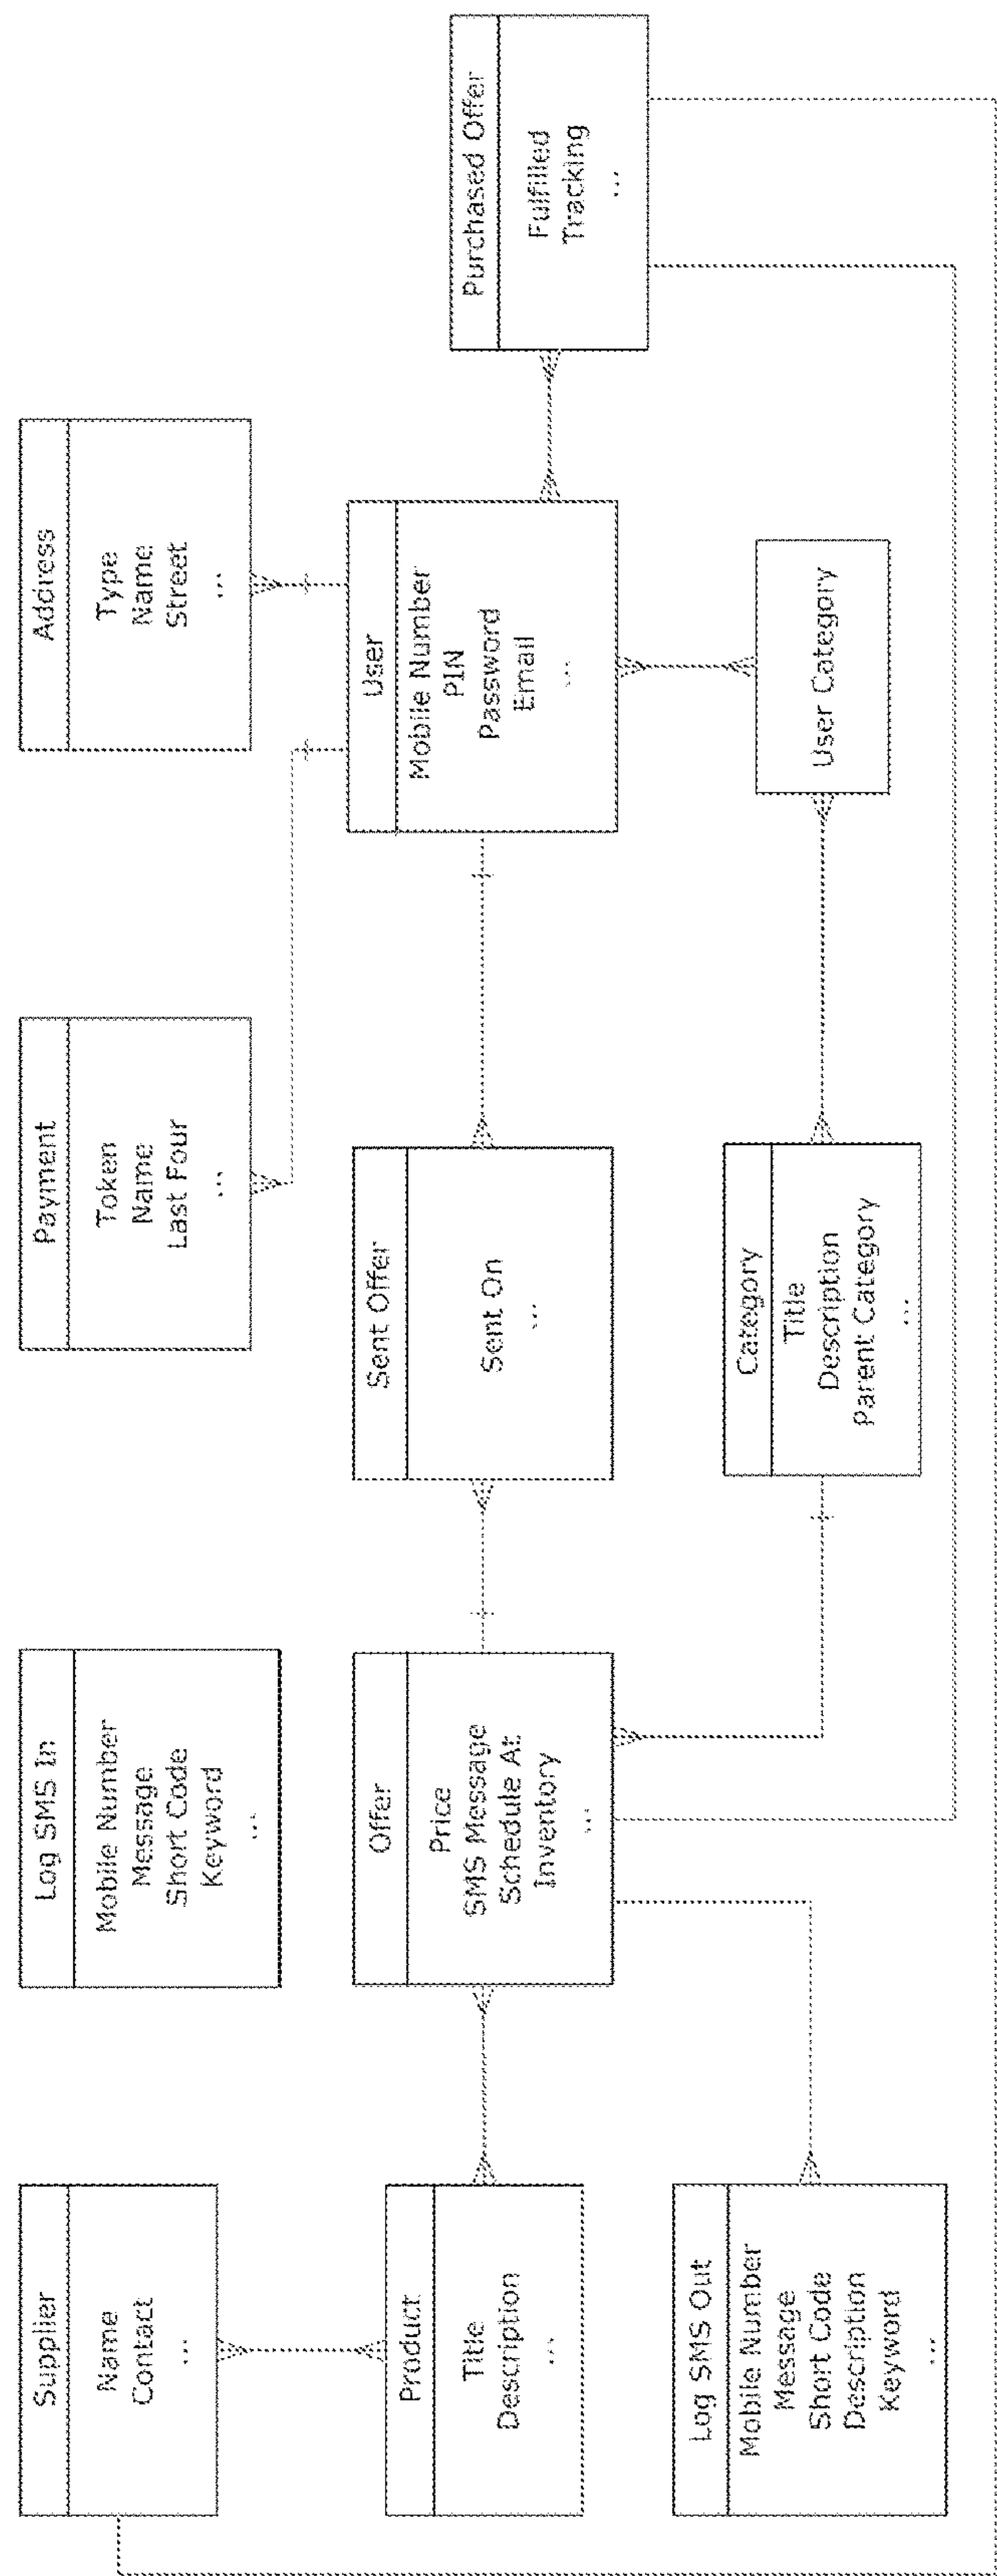 Supplier
Name
Contact
...
Log SMS In
Mobile Number
Message
Short Code
Keyword
...
Payment
Token
Name
Last Four
...
Address
Type
Name
Street
...
Product
Title
Description
...
Offer
Price
SMS Message
Schedule At
Inventory
...
Sent Offer
Sent On
...
User
Mobile Number
PIN
Password
Email
...
Purchased Offer
Fulfilled
Tracking
...
Log SMS Out
Mobile Number
Message
Short Code
Description
Keyword
...
Category
Title
Description
Parent Category
...
User Category